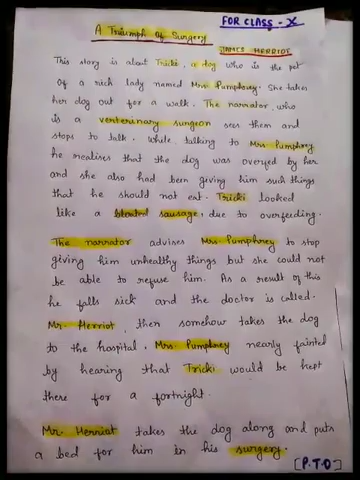 FOR CLASS - X
A Triumph of Surgery
JAMES HERRIOT
This story is about Tricki, a dog who is the pet
of a rich lady named Mrs. Pumphrey. She takes
her dog out for a walk. The narrator, who
is a venterinary surgeon sees them and
stops to talk. While talking to Mrs. Pumphrey
he realises that the dog was overfed by her
and she also had been giving him such things
that he should not eat. Tricki looked
like a bloated sausage, due to overfeeding.
The narrator advises Mrs. Pumphrey to stop
giving him unhealthy things but she could not
be able to refuse him. As a result of this
he falls sick and the doctor is called.
Mr. Herriot, then somehow takes the dog
to the hospital. Mrs. Pumphrey nearly fainted
by hearing that Tricki would be kept
there for a fortnight.
Mr. Herriot takes the dog along and puts
a bed for him in his surgery.
[P.T.O]